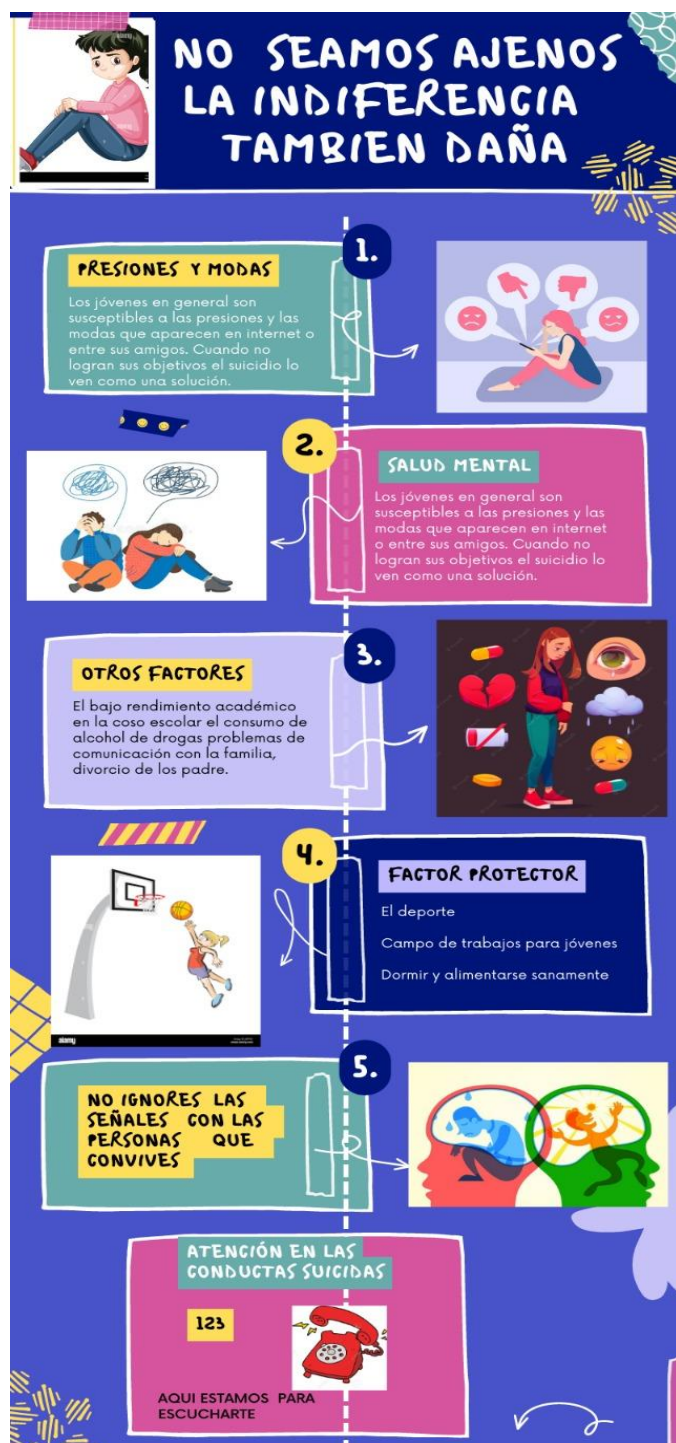 NO SEAMOS AJENOS
LA INDIFERENCIA
TAMBIEN DAÑA
1.
PRESIONES Y MODAS
Los jóvenes en general son
susceptibles a las presiones y las
modas que aparecen en internet o
entre sus amigos. Cuando no
logran sus objetivos el suicidio lo
ven como una solución.
2.
SALUD MENTAL
Los jóvenes en general son
susceptibles a las presiones y las
modas que aparecen en internet
o entre sus amigos. Cuando no
logran sus objetivos el suicidio lo
ven como una solución.
3.
OTROS FACTORES
El bajo rendimiento académico
en la coso escolar el consumo de
alcohol de drogas problemas de
comunicación con la familia,
divorcio de los padre.
4.
FACTOR PROTECTOR
El deporte
Campo de trabajos para jóvenes
Dormir y alimentarse sanamente
alamy
5.
NO IGNORES LAS
SEÑALES CON LAS
PERSONAS QUE
CONVIVES
ATENCIÓN EN LAS
CONDUCTAS SUICIDAS
123
AQUI ESTAMOS PARA
ESCUCHARTE